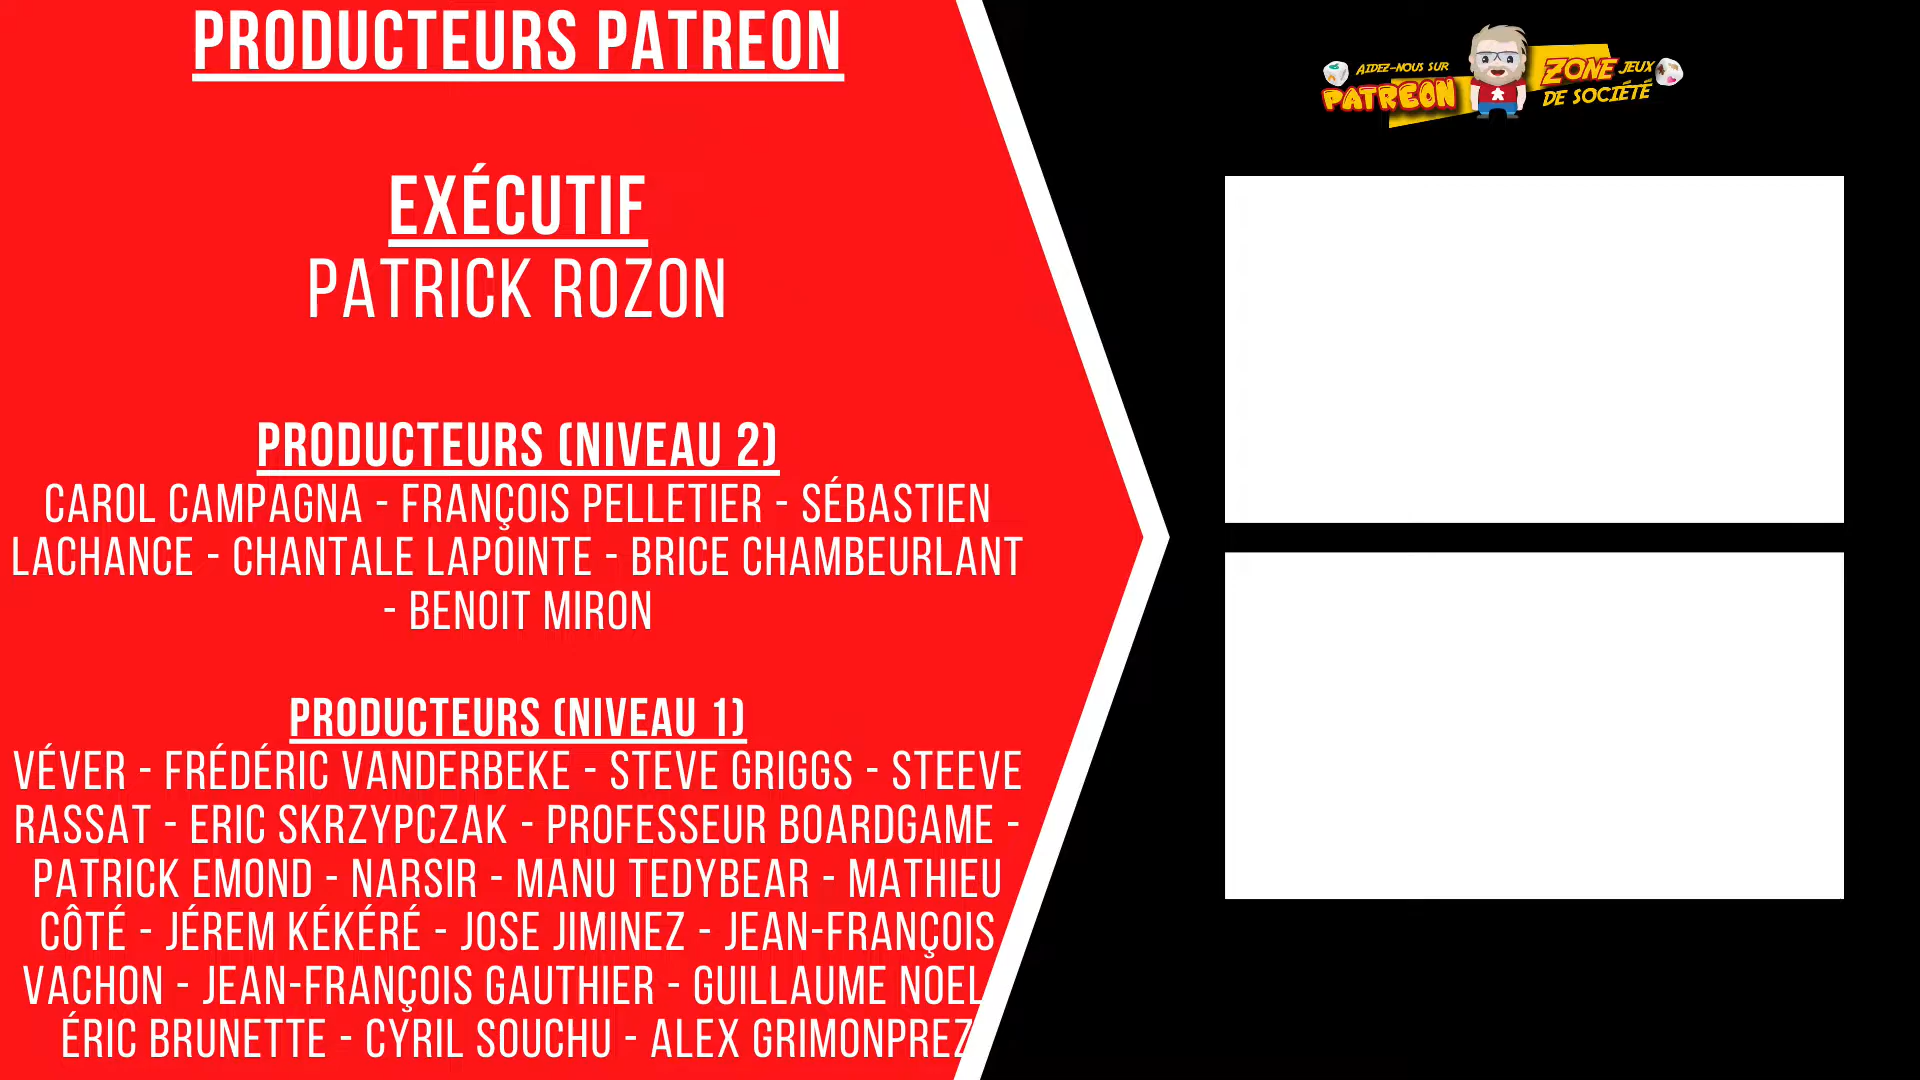 PRODUCTEURS PATREON
EXÉCUTIF
PATRICK ROZON
PRODUCTEURS (NIVEAU 2)
CAROL CAMPAGNA - FRANÇOIS PELLETIER - SÉBASTIEN
LACHANCE - CHANTALE LAPOINTE - BRICE CHAMBEURLANT
- BENOIT MIRON
PRODUCTEURS (NIVEAU 1)
VÉVER - FRÉDÉRIC VANDERBEKE - STEVE GRIGGS - STEEVE
RASSAT - ERIC SKRZYPCZAK - PROFESSEUR BOARDGAME -
PATRICK EMOND - NARSIR - MANU TEDYBEAR - MATHIEU
CÔTÉ - JÉREM KÉKÉRÉ - JOSE JIMINEZ - JEAN-FRANÇOIS
VACHON - JEAN-FRANÇOIS GAUTHIER - GUILLAUME NOEL
ÉRIC BRUNETTE - CYRIL SOUCHU - ALEX GRIMONPREZ
AIDEZ-NOUS SUR
PATREON
ZONE JEUX
DE SOCIÉTÉ